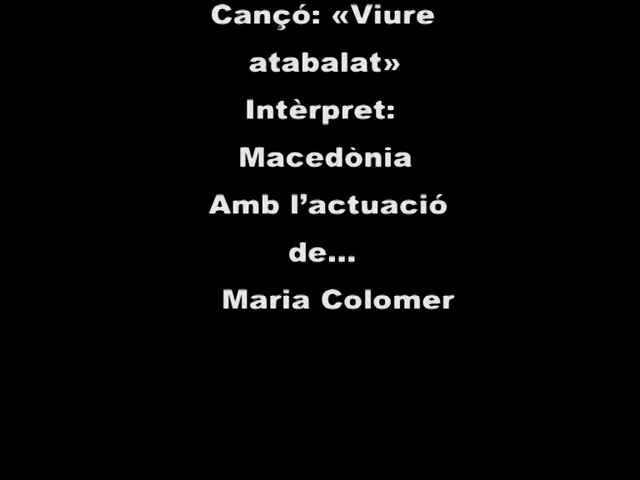 Cançó: «Viure
atabalat»
Intèrpret:
Macedònia
Amb l’actuació
de...
Maria Colomer